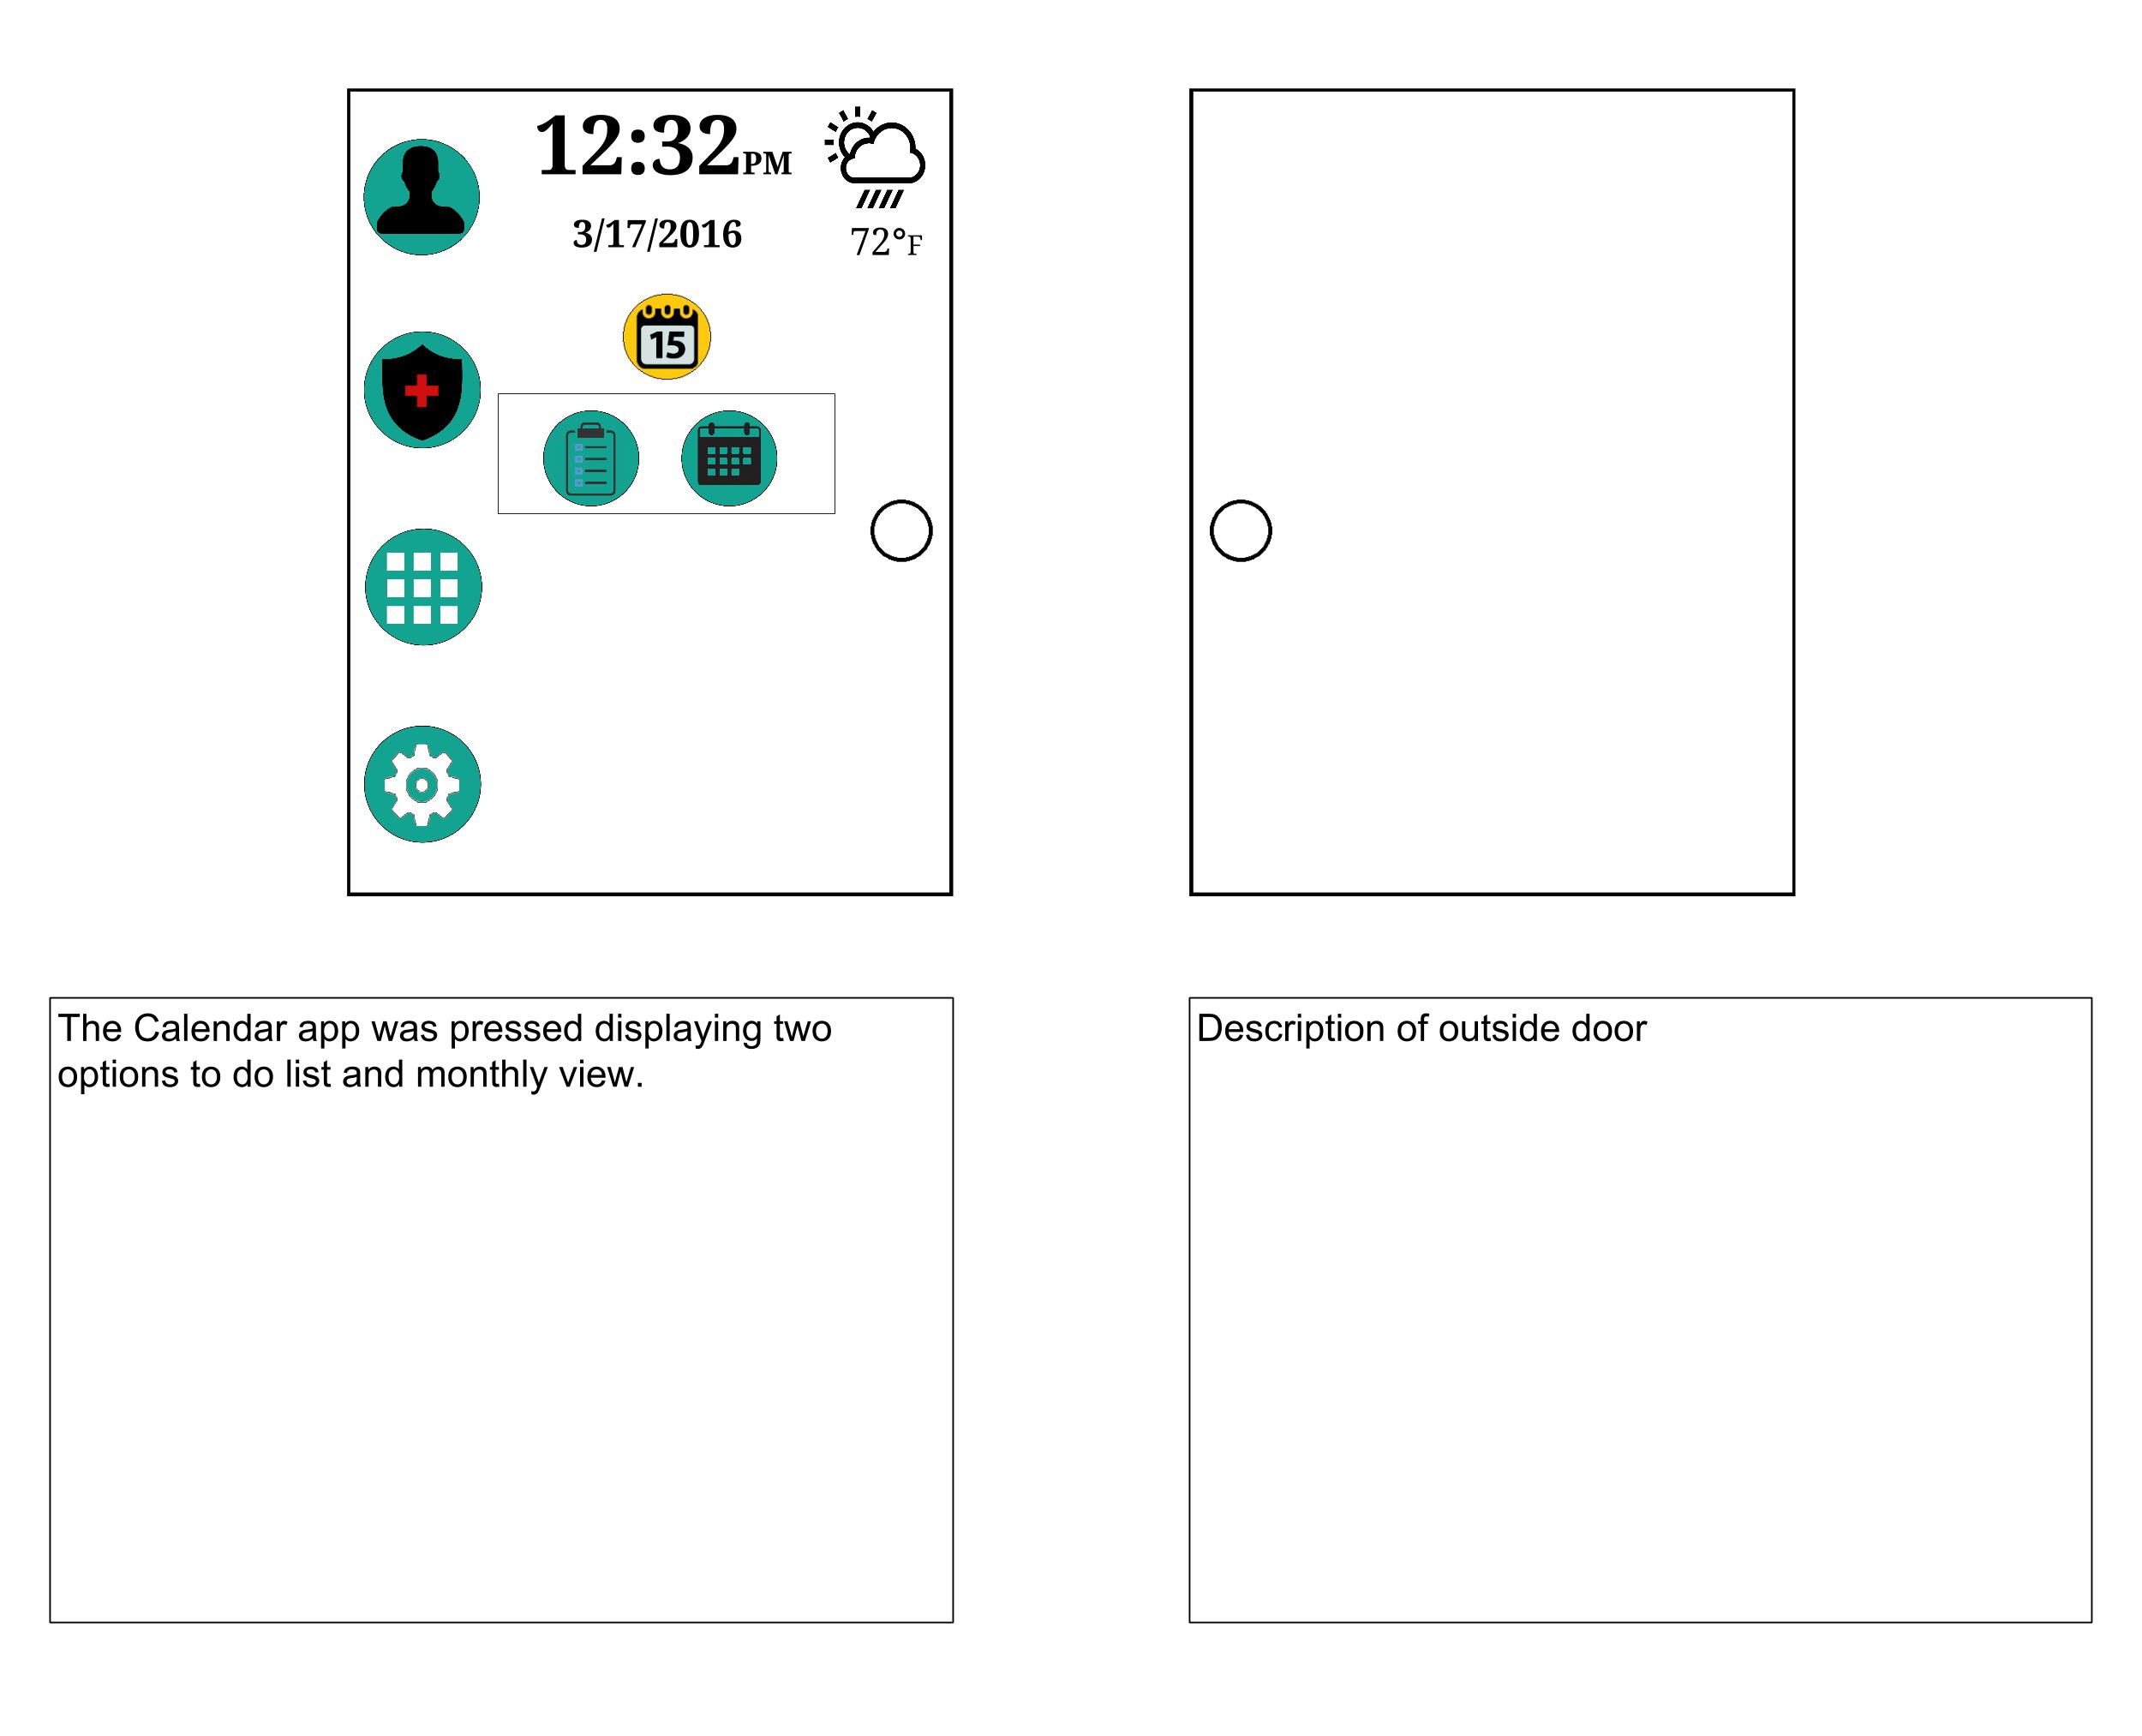 12:32PM
3/17/2016
72°F
15
The Calendar app was pressed displaying two
options to do list and monthly view.
Description of outside door